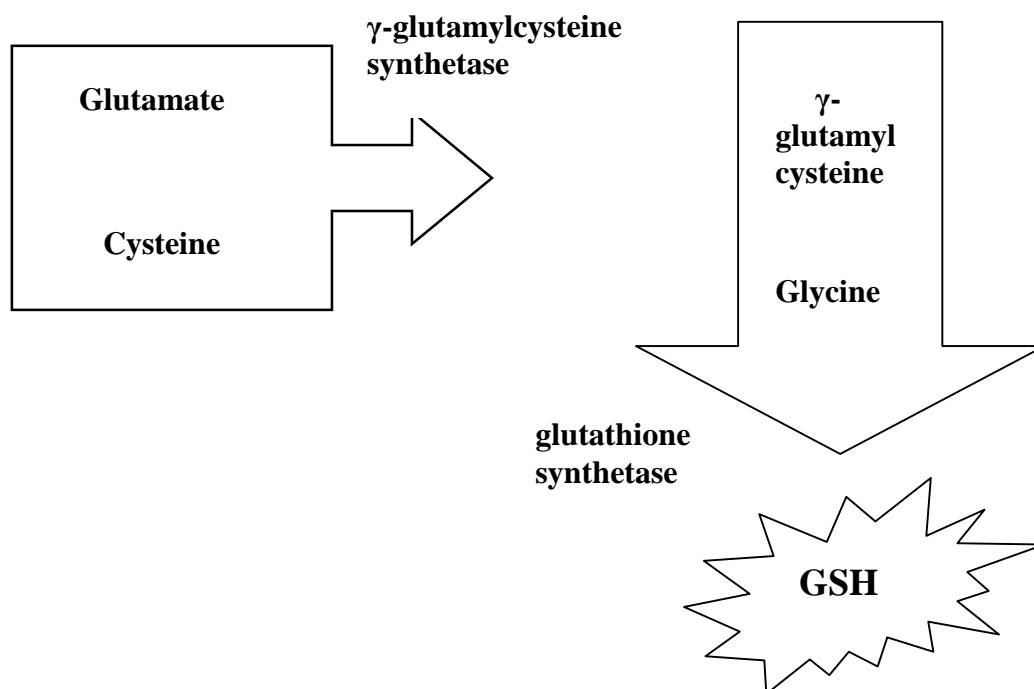 γ-glutamylcysteine
synthetase
Glutamate
Cysteine
γ-
glutamyl
cysteine
Glycine
glutathione
synthetase
GSH